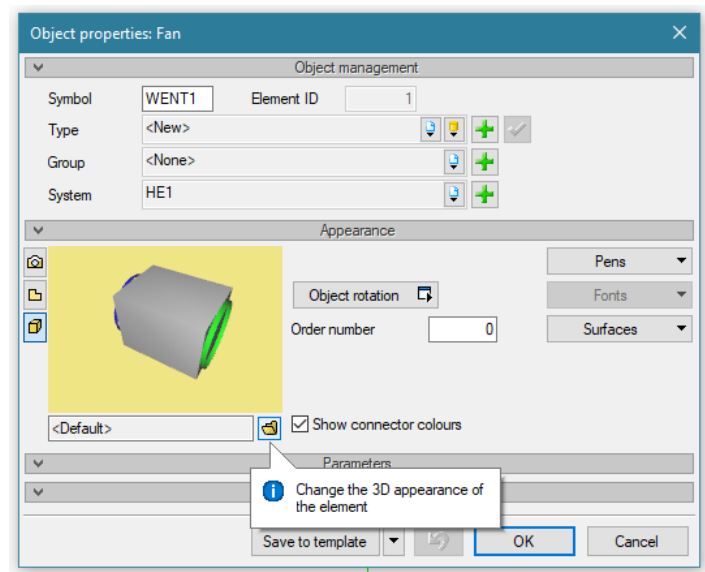 Object properties: Fan
Object management
Symbol WENT1 Element ID 1
Type <New>
Group <None>
System HE1
Appearance
Pens
Object rotation Fonts
Order number 0 Surfaces
<Default> Show connector colours
Parameters
Change the 3D appearance of
the element
Save to template OK Cancel